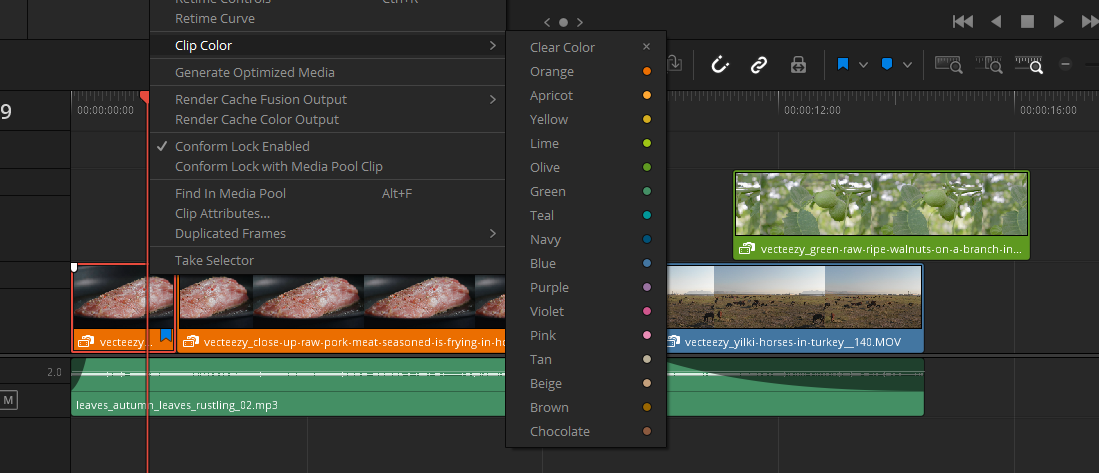 Retime Controls Ctrl+R
Retime Curve
Clip Color
Generate Optimized Media
Render Cache Fusion Output
Render Cache Color Output
Conform Lock Enabled
Conform Lock with Media Pool Clip
Find In Media Pool Alt+F
Clip Attributes...
Duplicated Frames
Take Selector
Clear Color
Orange
Apricot
Yellow
Lime
Olive
Green
Teal
Navy
Blue
Purple
Violet
Pink
Tan
Beige
Brown
Chocolate
9
00:00:00:00
00:00:12:00
00:00:16:00
vecteezy_green-raw-ripe-walnuts-on-a-branch-in...
vecteezy...
vecteezy_close-up-raw-pork-meat-seasoned-is-frying-in-ho
vecteezy_yilki-horses-in-turkey__140.MOV
2.0
M
leaves_autumn_leaves_rustling_02.mp3